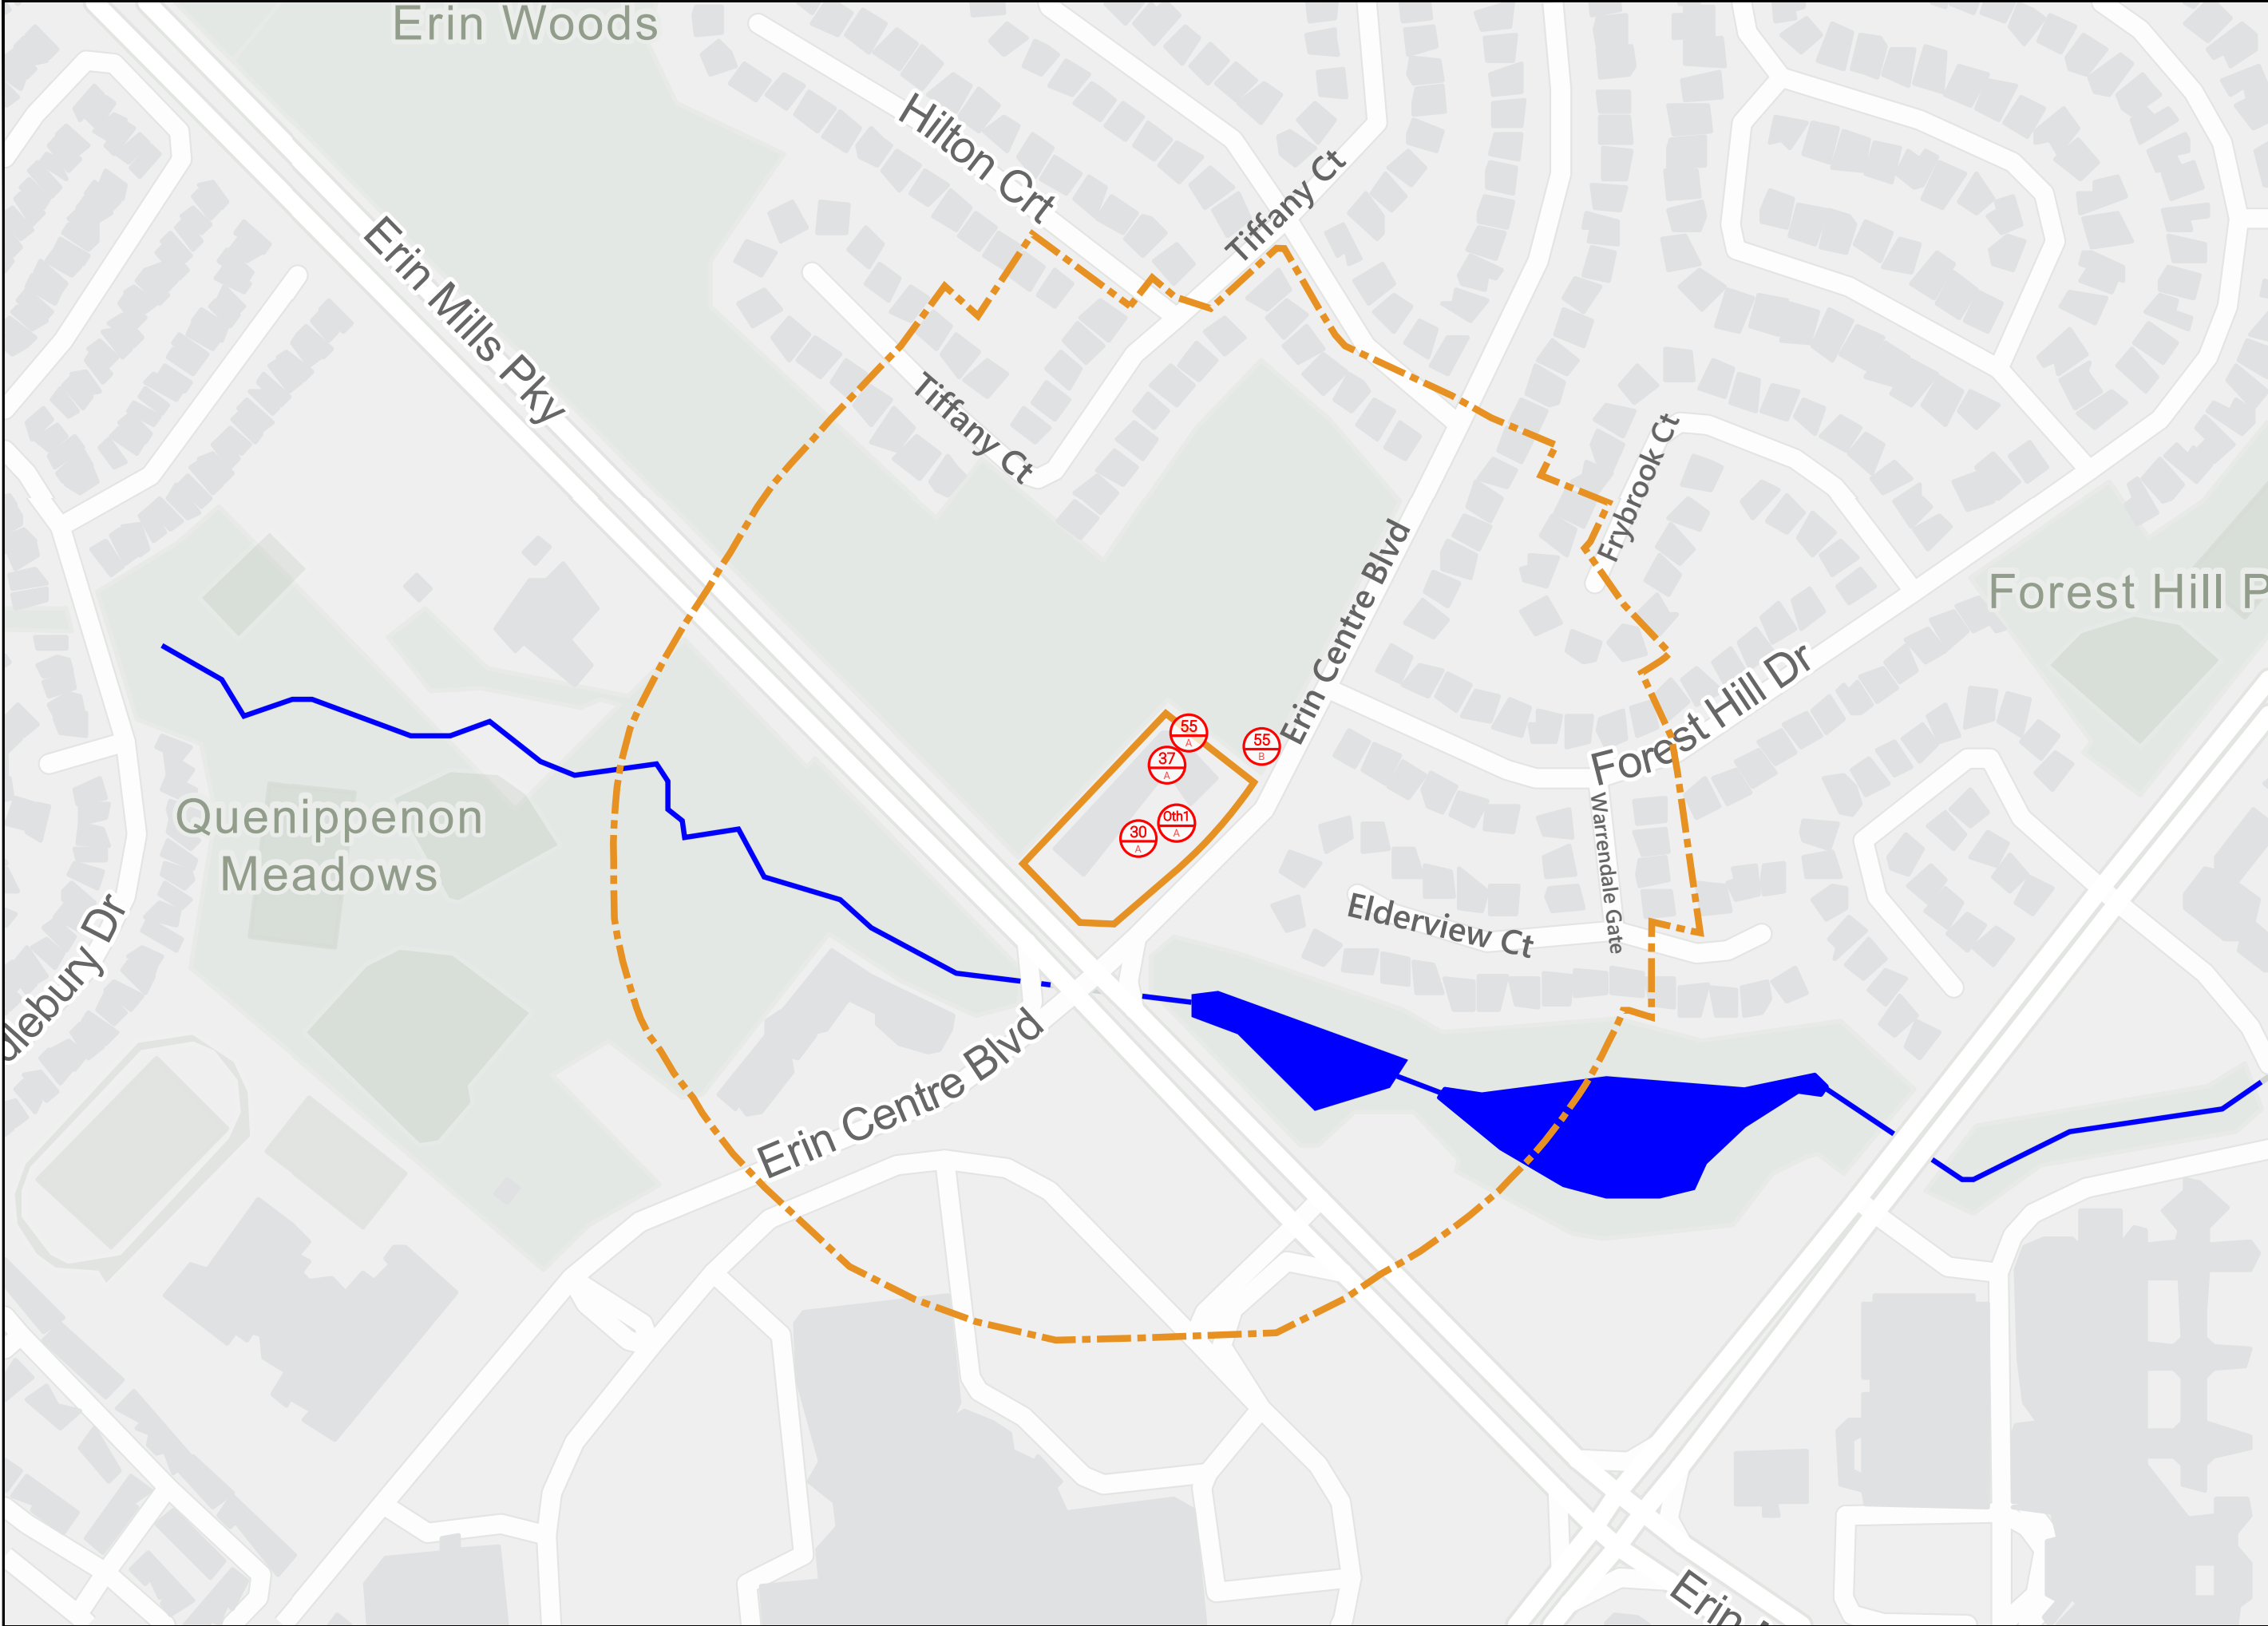 Erin Woods
Hilton Crt
Tiffany Ct
Erin Mills Pky
Tiffany Ct
Frybrook Ct
Erin Centre Blvd
Forest Hill P
Forest Hill Dr
55
A
55
B
37
A
Oth1
A
30
A
Quenippenon
Meadows
Warrendale Gate
Elderview Ct
dlebury Dr
Erin Centre Blvd
Erin